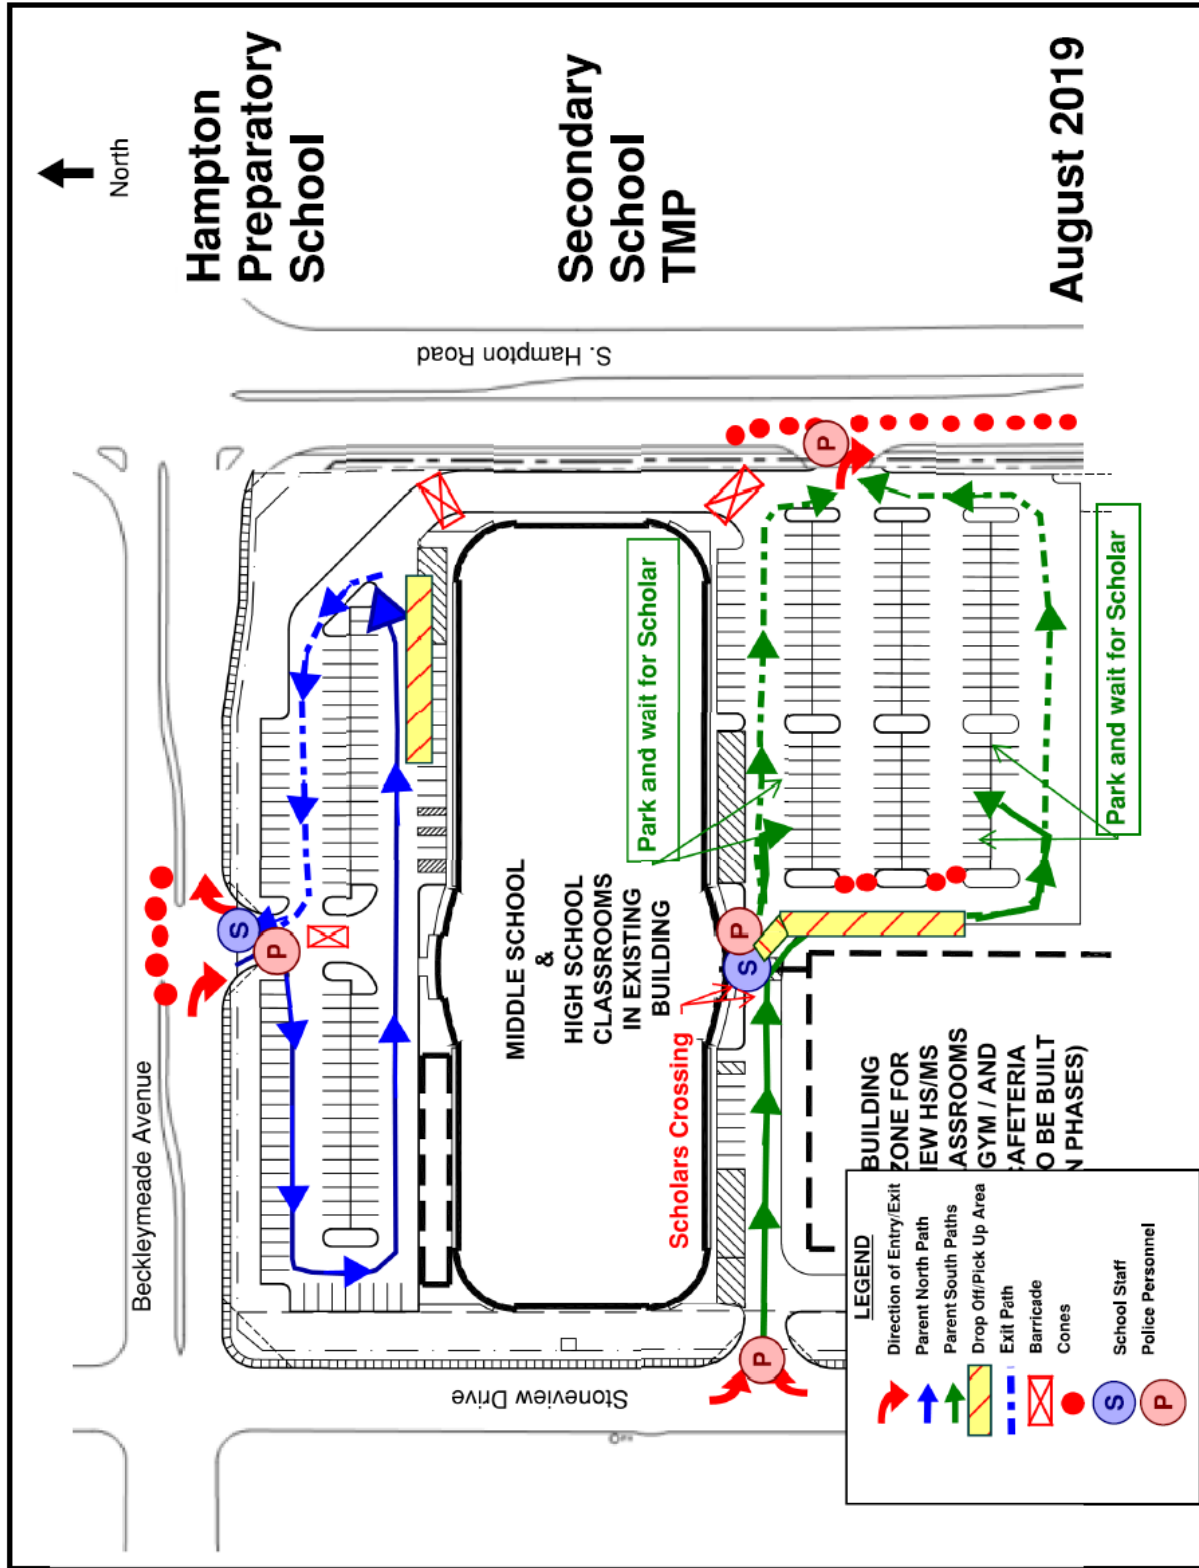 North
Hampton
Preparatory
School
Secondary
School
TMP
August 2019
S. Hampton Road
Beckleymeade Avenue
Stoneview Drive
P
S
P
MIDDLE SCHOOL
&
HIGH SCHOOL
CLASSROOMS
IN EXISTING
BUILDING
Park and wait for Scholar
Park and wait for Scholar
Scholars Crossing
P
S
P
P
BUILDING
ZONE FOR
NEW HS/MS
LASSROOMS
GYM / AND
CAFETERIA
O BE BUILT
N PHASES)
LEGEND
Direction of Entry/Exit
Parent North Path
Parent South Paths
Drop Off/Pick Up Area
Exit Path
Barricade
Cones
S School Staff
P Police Personnel